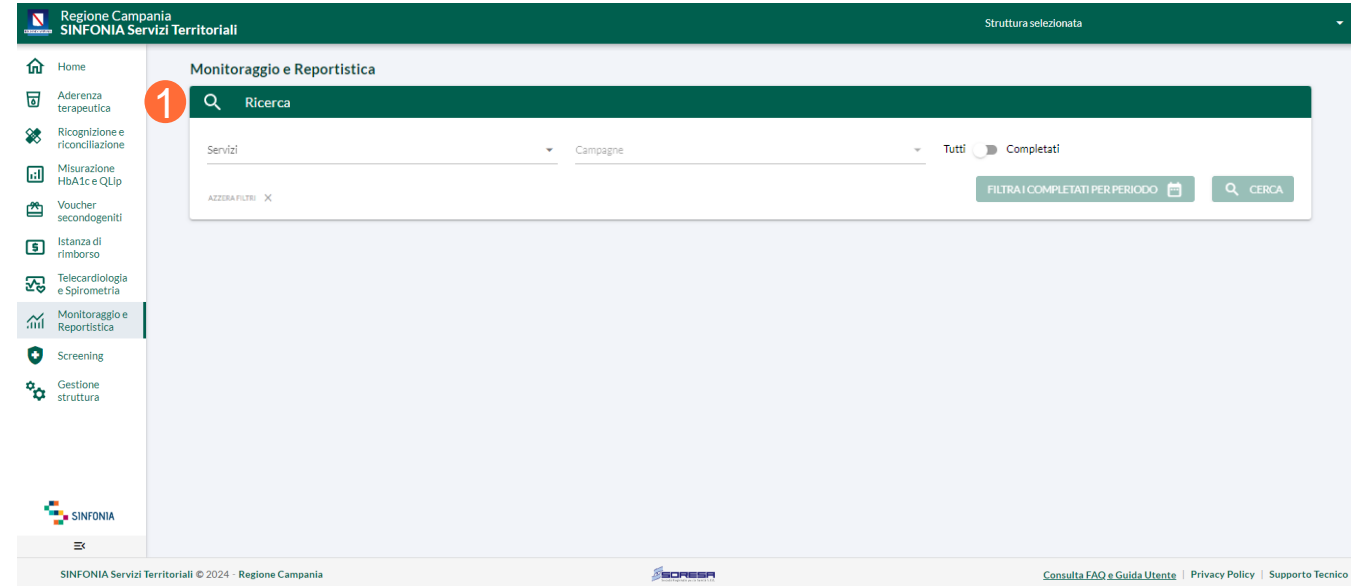 Regione Campania
SINFONIA Servizi Territoriali
Struttura selezionata
Home
Aderenza
terapeutica
Ricognizione e
riconciliazione
Misurazione
HbA1c e QLip
Voucher
secondogeniti
Istanza di
rimborso
Telecardiologia
e Spirometria
Monitoraggio e
Reportistica
Screening
Gestione
struttura
SINFONIA
Monitoraggio e Reportistica
1
Ricerca
Servizi
Campagne
Tutti
Completati
AZZERA FILTRI
FILTRA I COMPLETATI PER PERIODO
CERCA
SINFONIA Servizi Territoriali © 2024 - Regione Campania
SORESA
Consulta FAQ e Guida Utente | Privacy Policy | Supporto Tecnico